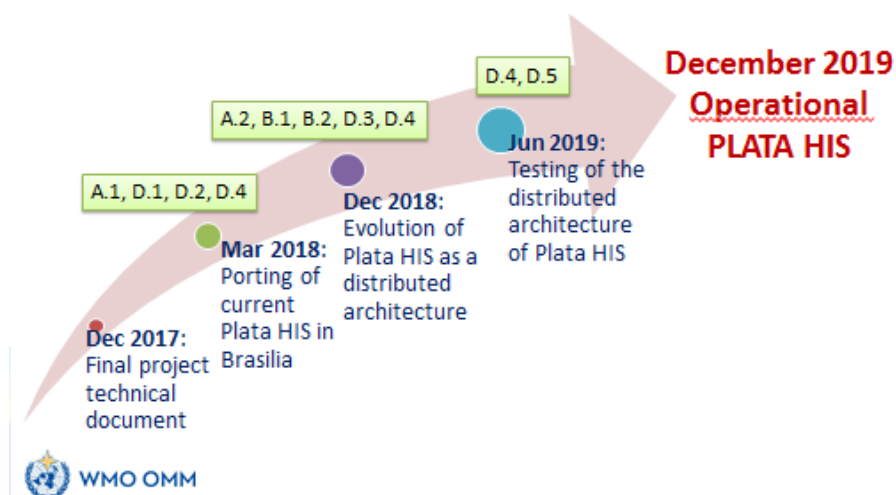 December 2019
Operational
PLATA HIS
D.4, D.5
A.2, B.1, B.2, D.3, D.4
A.1, D.1, D.2, D.4
Jun 2019:
Testing of the
distributed
architecture
of Plata HIS
Dec 2018:
Evolution of
Plata HIS as a
distributed
architecture
Mar 2018:
Porting of
current
Plata HIS in
Brasilia
Dec 2017:
Final project
technical
document
WMO OMM